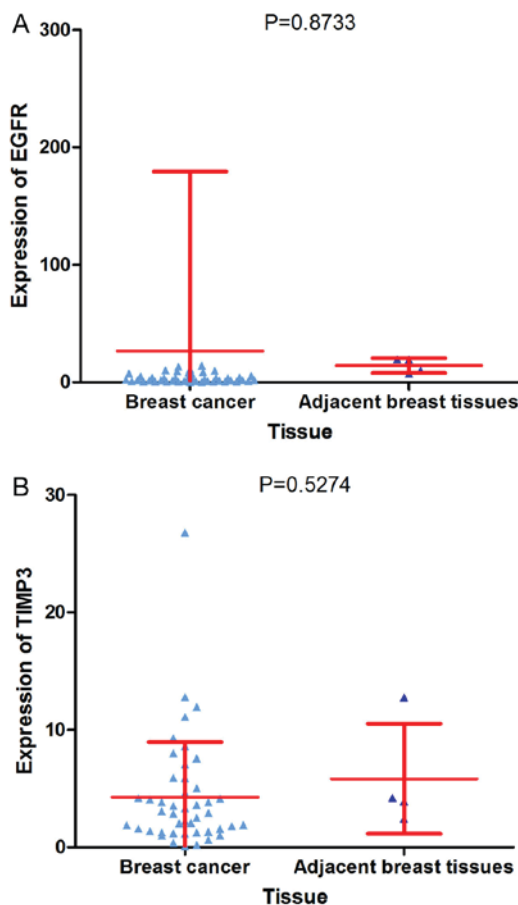 A
P=0.8733
300
200
100
0
Expression of EGFR
Breast cancer
Adjacent breast tissues
Tissue
B
P=0.5274
30
20
10
0
Expression of TIMP3
Breast cancer
Adjacent breast tissues
Tissue